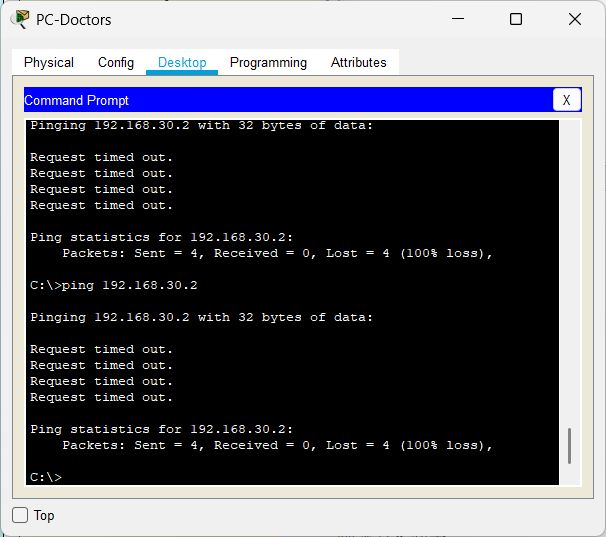 PC-Doctors
Physical Config Desktop Programming Attributes
Command Prompt X
Pinging 192.168.30.2 with 32 bytes of data:
Request timed out.
Request timed out.
Request timed out.
Request timed out.
Ping statistics for 192.168.30.2:
Packets: Sent = 4, Received = 0, Lost = 4 (100% loss),
C:\>ping 192.168.30.2
Pinging 192.168.30.2 with 32 bytes of data:
Request timed out.
Request timed out.
Request timed out.
Request timed out.
Ping statistics for 192.168.30.2:
Packets: Sent = 4, Received = 0, Lost = 4 (100% loss),
C:\>
Top